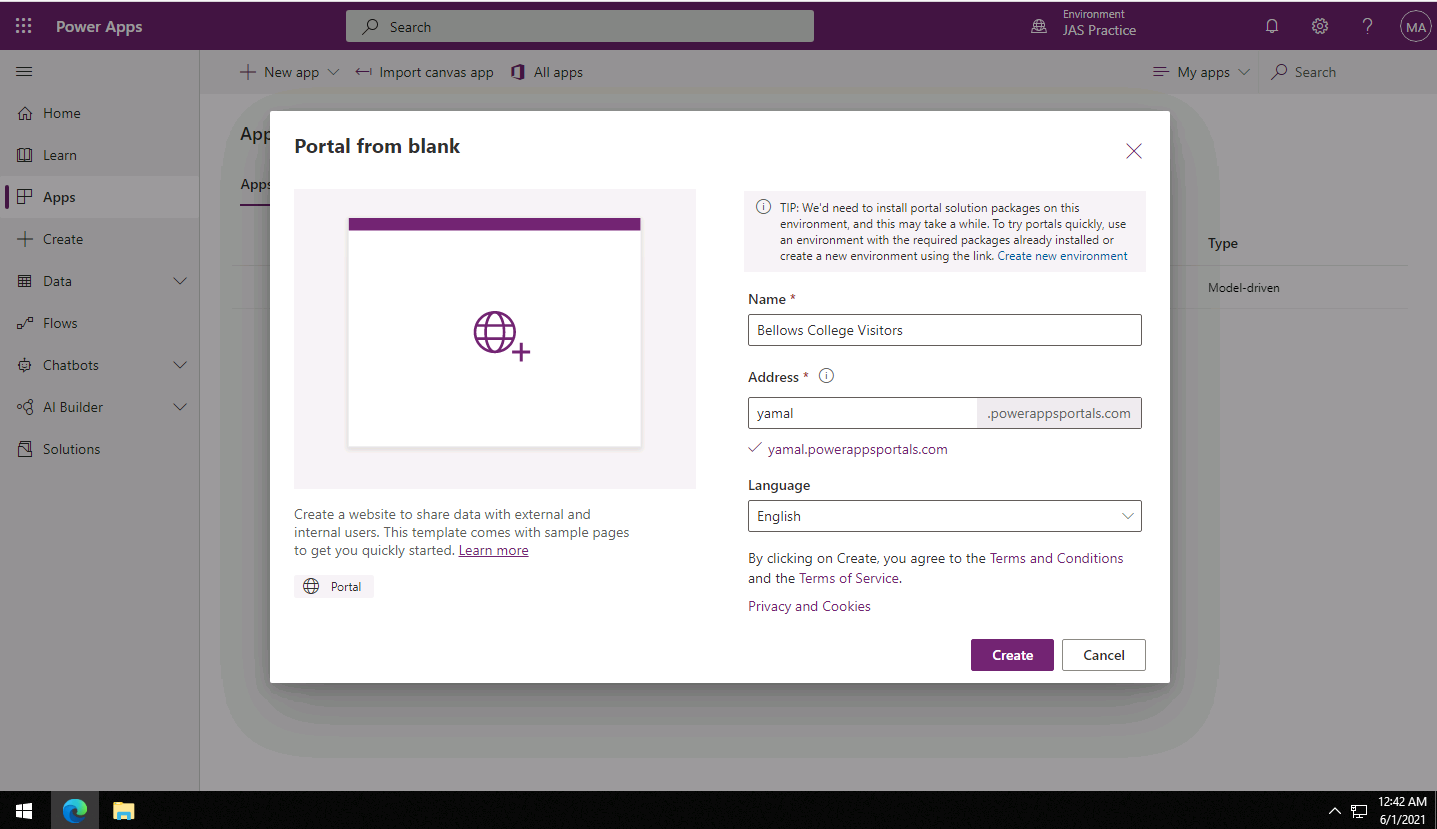 Power Apps
Search
Environment
JAS Practice
MA
New app
Import canvas app
All apps
My apps
Search
Home
Learn
Apps
Create
Data
Flows
Chatbots
AI Builder
Solutions
App
Apps
Type
Model-driven
Portal from blank
Create a website to share data with external and
internal users. This template comes with sample pages
to get you quickly started. Learn more
Portal
TIP: We'd need to install portal solution packages on this
environment, and this may take a while. To try portals quickly, use
an environment with the required packages already installed or
create a new environment using the link. Create new environment
Name *
Bellows College Visitors
Address *
yamal
.powerappsportals.com
yamal.powerappsportals.com
Language
English
By clicking on Create, you agree to the Terms and Conditions
and the Terms of Service.
Privacy and Cookies
Create
Cancel
12:42 AM
6/1/2021